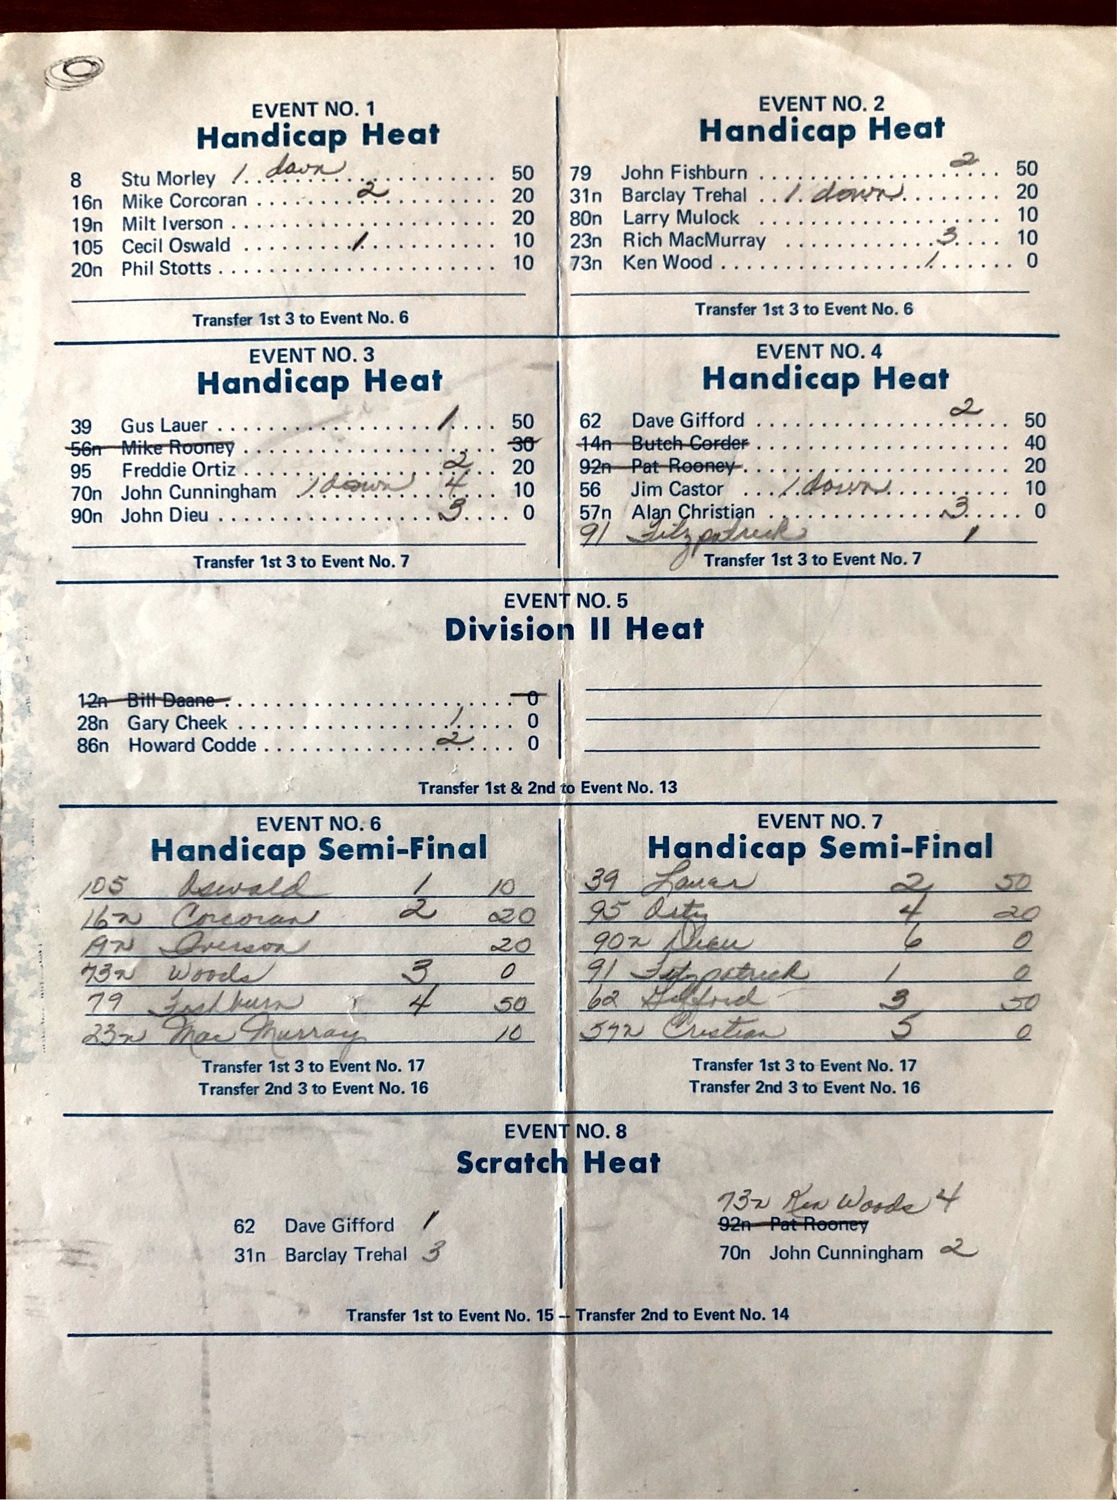 EVENT NO. 1
Handicap Heat
8 Stu Morley 1 down 50
16n Mike Corcoran 2 20
19n Milt Iverson 20
105 Cecil Oswald 1 10
20n Phil Stotts 10
Transfer 1st 3 to Event No. 6
EVENT NO. 2
Handicap Heat
79 John Fishburn 2 50
31n Barclay Trehal 1 down 20
80n Larry Mulock 10
23n Rich MacMurray 3 10
73n Ken Wood 1 0
Transfer 1st 3 to Event No. 6
EVENT NO. 3
Handicap Heat
39 Gus Lauer 1 50
56n Mike Rooney 30
95 Freddie Ortiz 2 20
70n John Cunningham 1 down 4 10
90n John Dieu 3 0
Transfer 1st 3 to Event No. 7
EVENT NO. 4
Handicap Heat
62 Dave Gifford 2 50
14n Butch Corder 40
92n Pat Rooney 20
56 Jim Castor 1 down 10
57n Alan Christian 3 0
91 Fitzpatrick 1
Transfer 1st 3 to Event No. 7
EVENT NO. 5
Division II Heat
12n Bill Daane 0
28n Gary Cheek 1 0
86n Howard Codde 2 0
Transfer 1st & 2nd to Event No. 13
EVENT NO. 6
Handicap Semi-Final
105 Oswald 1 10
16n Corcoran 2 20
19n Iverson 20
73n Woods 3 0
79 Fishburn 4 50
23n Mac Murray 10
Transfer 1st 3 to Event No. 17
Transfer 2nd 3 to Event No. 16
EVENT NO. 7
Handicap Semi-Final
39 Lauer 2 50
95 Ortiz 4 20
90n Dieu 6 0
91 Fitzpatrick 1 0
62 Gifford 3 50
57n Cristian 5 0
Transfer 1st 3 to Event No. 17
Transfer 2nd 3 to Event No. 16
EVENT NO. 8
Scratch Heat
62 Dave Gifford 1
31n Barclay Trehal 3
73n Ken Woods 4
92n Pat Rooney
70n John Cunningham 2
Transfer 1st to Event No. 15 – Transfer 2nd to Event No. 14